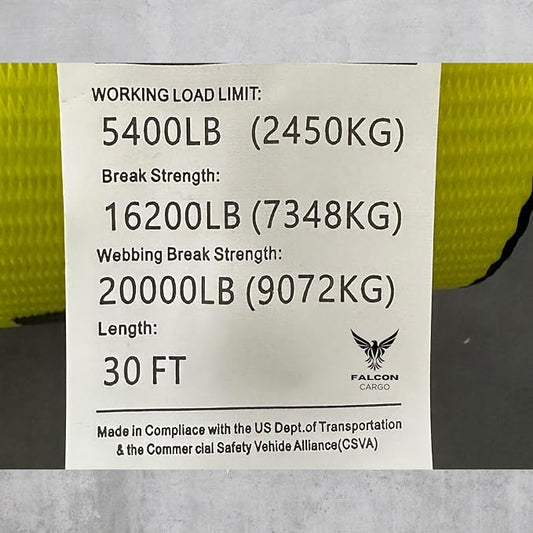 WORKING LOAD LIMIT:
5400LB (2450KG)
Break Strength:
16200LB (7348KG)
Webbing Break Strength:
20000LB (9072KG)
Length:
30 FT
FALCON
CARGO
Made in Compliace with the US Dept.of Transportation
& the Commer cial Safety Vehide Alliance(CSVA)